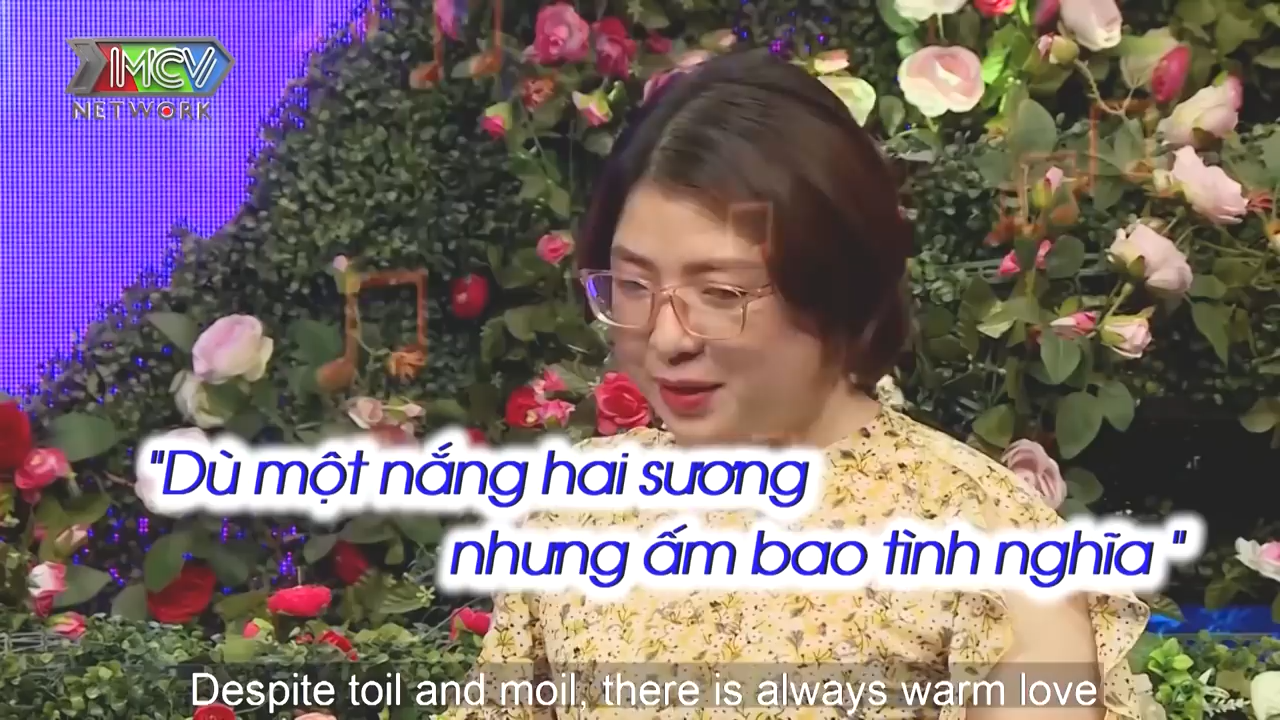 MCV
NETWORK
"Dù một nắng hai sương
nhưng ấm bao tình nghĩa "
Despite toil and moil, there is always warm love